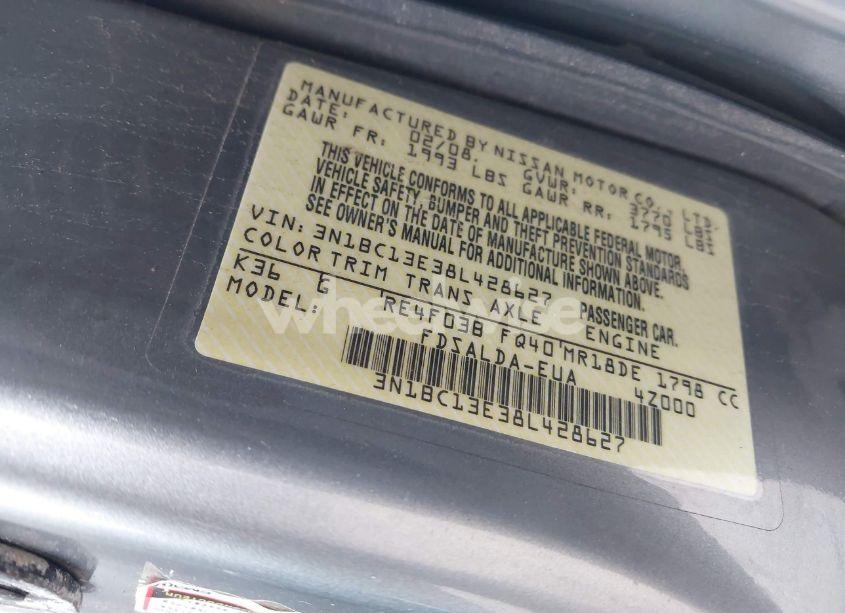 MANUFACTURED BY NISSAN MOTOR CO., LTD.
DATE: 02/08. GVWR: 3770 LBS
GAWR FR: 1993 LBS GAWR RR: 1795 LBS
THIS VEHICLE CONFORMS TO ALL APPLICABLE FEDERAL MOTOR
VEHICLE SAFETY, BUMPER AND THEFT PREVENTION STANDARDS
IN EFFECT ON THE DATE OF MANUFACTURE SHOWN ABOVE.
SEE OWNER'S MANUAL FOR ADDITIONAL INFORMATION.
VIN: 3N1BC13E38L428627 PASSENGER CAR.
COLOR TRIM TRANS AXLE ENGINE
K36 G RE4F03B FQ40 MR18DE 1798 CC
MODEL: FDSALDA-EUA 4Z000
3N1BC13E38L428627
wheelwise